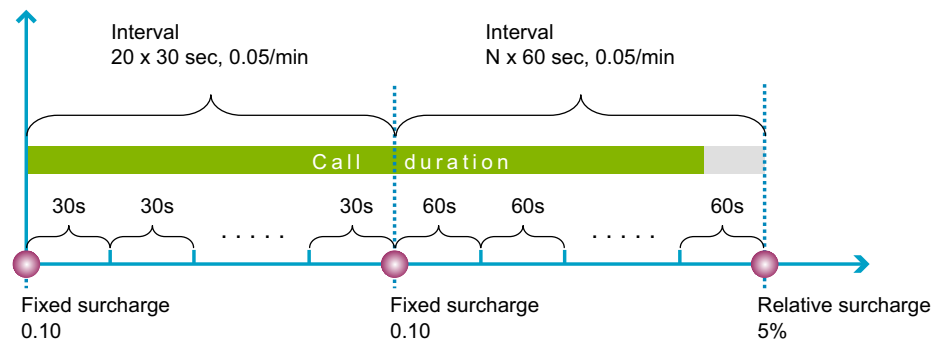 Interval
20 x 30 sec, 0.05/min
Interval
N x 60 sec, 0.05/min
Call duration
30s
30s
. . . . .
30s
60s
60s
. . . . .
60s
Fixed surcharge
0.10
Fixed surcharge
0.10
Relative surcharge
5%